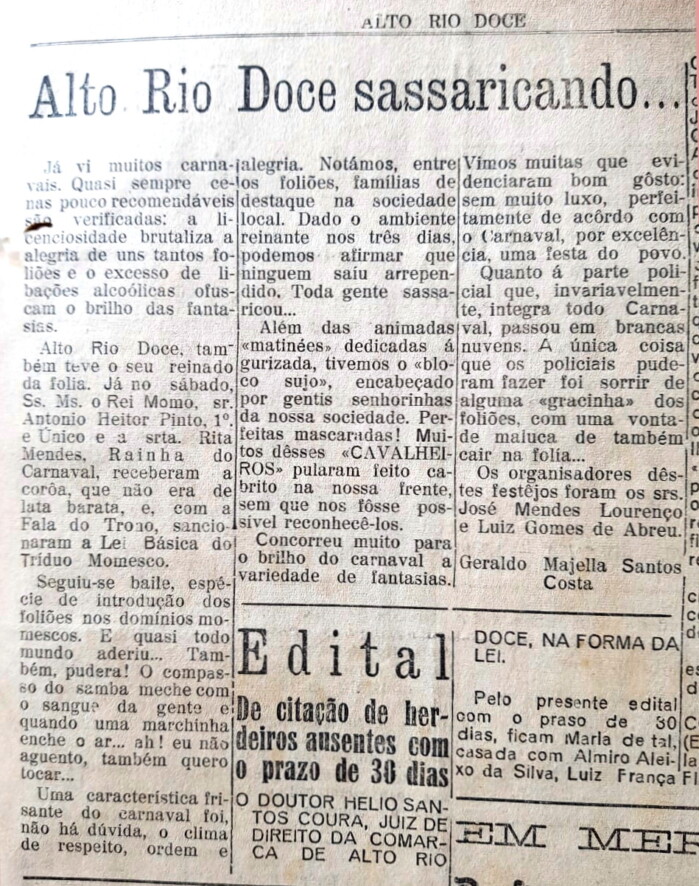 ALTO RIO DOCE
Alto Rio Doce sassaricando...
Já vi muitos carna-
vais. Quasi sempre ce-
nas pouco recomendáveis
são verificadas: a li-
cenciosidade brutaliza a
alegria de uns tantos fo-
liões e o excesso de li-
bações alcoólicas ofus-
cam o brilho das fanta-
sias.
Alto Rio Doce, tam-
bém teve o seu reinado
da folia. Já no sábado,
Ss. Ms. o Rei Momo, sr.
Antonio Heitor Pinto, 1º.
e Único e a srta. Rita
Mendes, Rainha do
Carnaval, receberam a
corôa, que não era de
lata barata, e, com a
Fala do Trono, sancio-
naram a Lei Básica do
Tríduo Momesco.
Seguiu-se baile, espé-
cie de introdução dos
foliões nos domínios mo-
mescos. E quasi todo
mundo aderiu... Tam-
bém, pudera! O compas-
so do samba meche com
o sangue da gente e
quando uma marchinha
enche o ar... ah! eu não
aguento, também quero
tocar...
Uma característica fri-
sante do carnaval foi,
não há dúvida, o clima
de respeito, ordem e
alegria. Notámos, entre
os foliões, famílias de
destaque na sociedade
local. Dado o ambiente
reinante nos três dias,
podemos afirmar que
ninguem saiu arrepen-
dido. Toda gente sassa-
ricou...
Além das animadas
«matinées» dedicadas á
gurizada, tivemos o «blo-
co sujo», encabeçado
por gentis senhorinhas
da nossa sociedade. Per-
feitas mascaradas! Mui-
tos dêsses «CAVALHEI-
ROS» pularam feito ca-
brito na nossa frente,
sem que nos fôsse pos-
sível reconhecê-los.
Concorreu muito para
o brilho do carnaval a
variedade de fantasias.
Vimos muitas que evi-
denciaram bom gôsto:
sem muito luxo, perfei-
tamente de acôrdo com
o Carnaval, por excelên-
cia, uma festa do povo.
Quanto á parte poli-
cial que, invariavelmen-
te, integra todo Carna-
val, passou em brancas
nuvens. A única coisa
que os policiais pude-
ram fazer foi sorrir de
alguma «gracinha» dos
foliões, com uma vonta-
de maluca de também
cair na folía...
Os organisadores dês-
tes festêjos foram os srs.
José Mendes Lourenço
e Luiz Gomes de Abreu.
Geraldo Majella Santos
Costa
Edital
De citação de her-
deiros ausentes com
o prazo de 30 dias
O DOUTOR HELIO SAN-
TOS COURA, JUIZ DE
DIREITO DA COMAR-
CA DE ALTO RIO
DOCE, NA FORMA DA
LEI.
Pelo presente edital
com o praso de 30
dias, ficam Maria de tal,
casada com Almiro Alei-
xo da Silva, Luiz França
EM MER